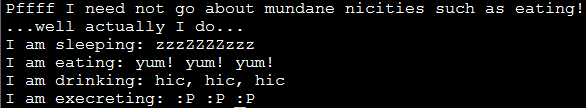 Pffff I need not go about mundane nicities such as eating!
...well actually I do...
I am sleeping: zzzZZZZzzz
I am eating: yum! yum! yum!
I am drinking: hic, hic, hic
I am execreting: :P :P :P